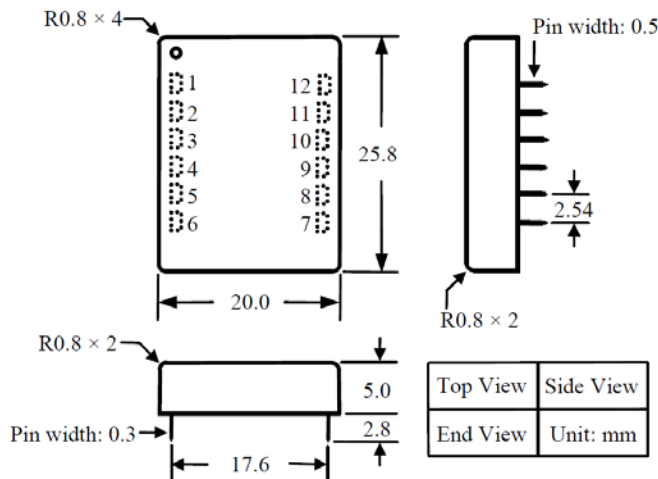 R0.8 × 4
Pin width: 0.5
1
2
3
4
5
6
12
11
10
9
8
7
25.8
2.54
20.0
R0.8 × 2
R0.8 × 2
5.0
Pin width: 0.3
2.8
17.6
Top View Side View
End View Unit: mm